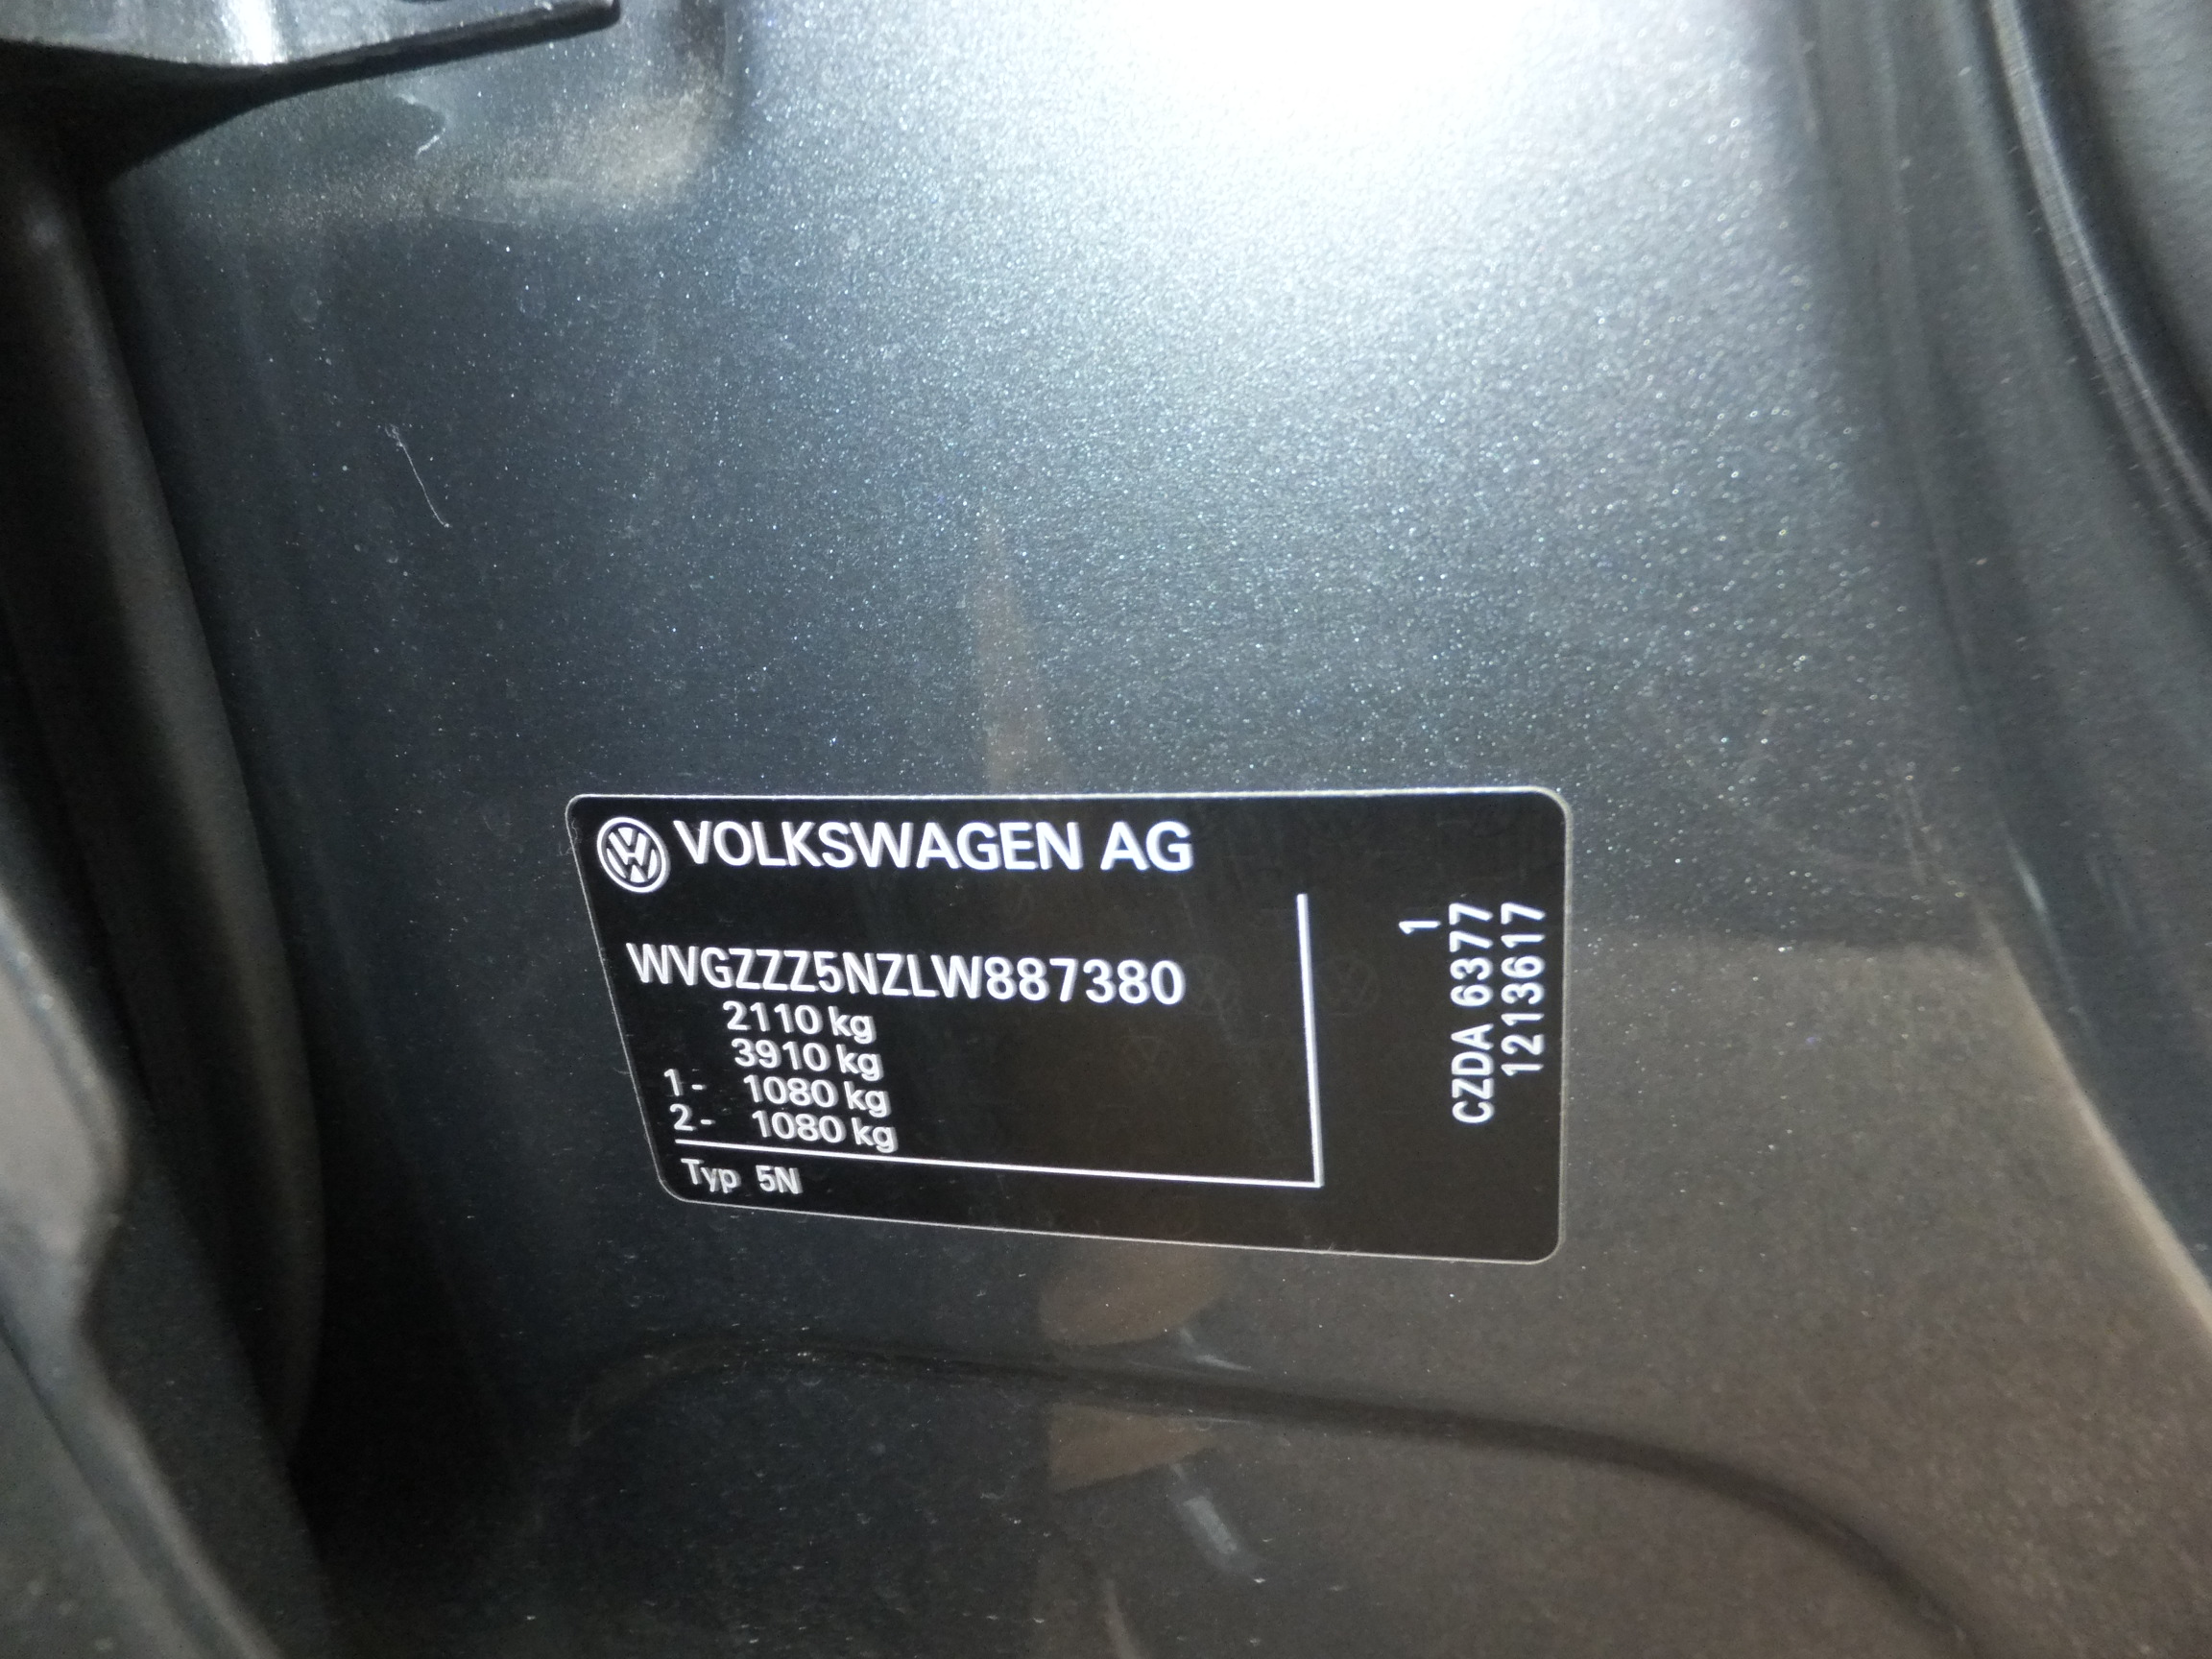 VOLKSWAGEN AG
WVGZZZ5NZLW887380
2110 kg
3910 kg
1- 1080 kg
2- 1080 kg
Typ 5N
1
CZDA 6377
1213617